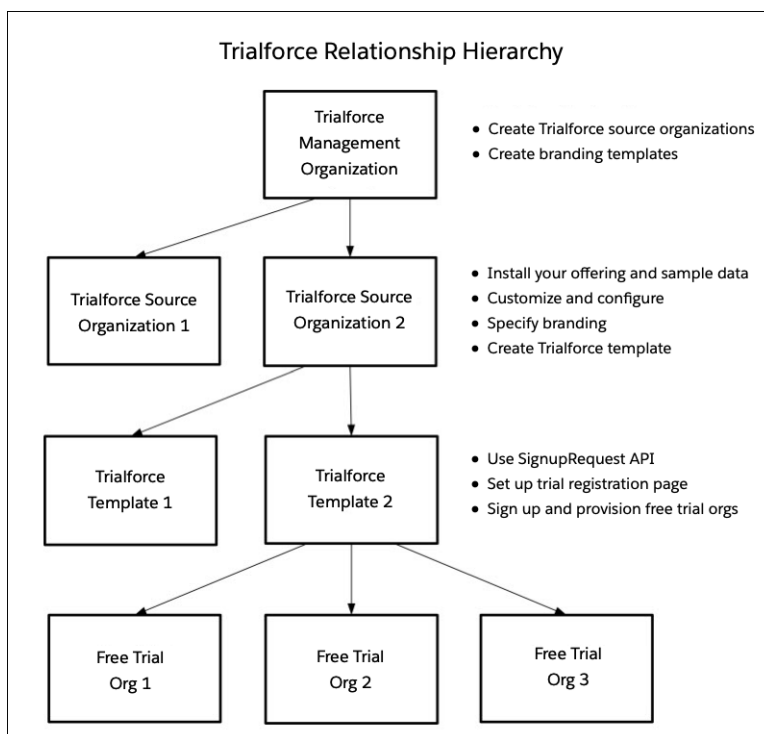 Trialforce Relationship Hierarchy
Trialforce
Management
Organization
• Create Trialforce source organizations
• Create branding templates
Trialforce Source
Organization 1
Trialforce Source
Organization 2
• Install your offering and sample data
• Customize and configure
• Specify branding
• Create Trialforce template
Trialforce
Template 1
Trialforce
Template 2
• Use SignupRequest API
• Set up trial registration page
• Sign up and provision free trial orgs
Free Trial
Org 1
Free Trial
Org 2
Free Trial
Org 3